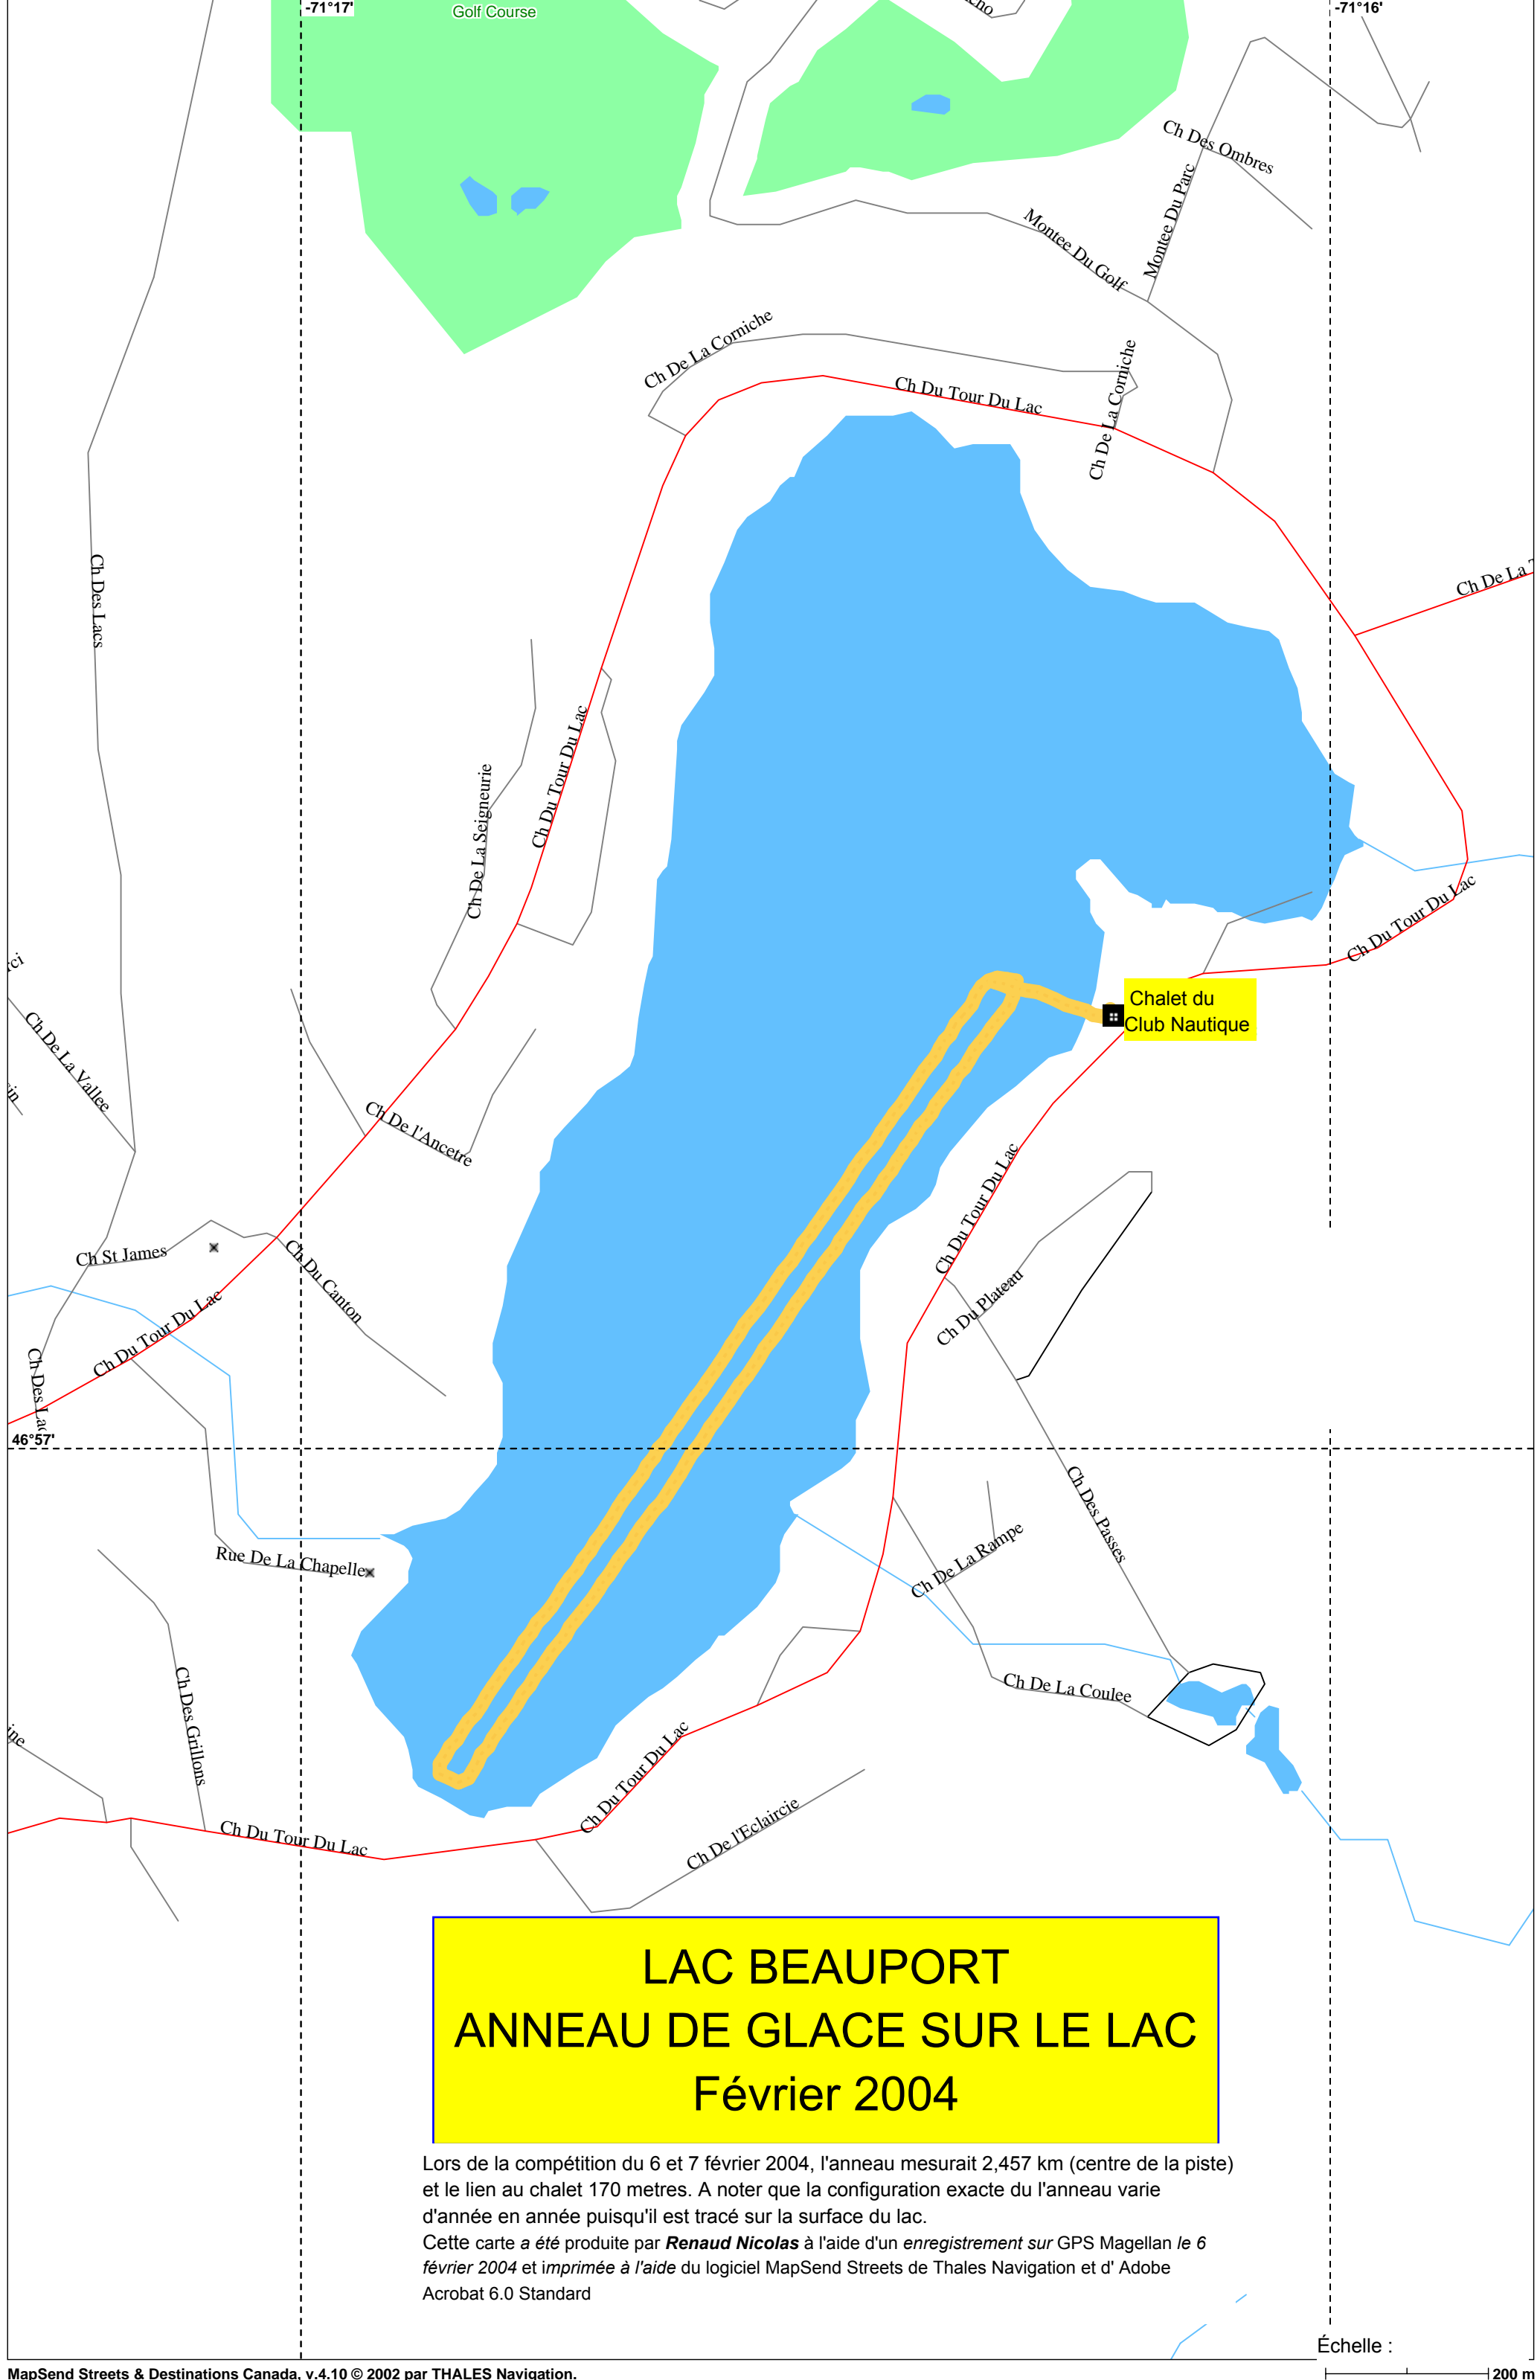 -71°17'
Golf Course
-71°16'
Ch Des Ombres
Montee Du Parc
Montee Du Golf
Ch De La Corniche
Ch De La Corniche
Ch Du Tour Du Lac
Ch De La
Ch Des Lacs
Ch Du Tour Du Lac
Ch De La Seigneurie
Ch Du Tour Du Lac
Chalet du
Club Nautique
Ch De La Vallee
Ch De l'Ancetre
Ch Du Tour Du Lac
Ch St James
Ch Du Canton
Ch Du Plateau
Ch Du Tour Du Lac
Ch Des Lac
46°57'
Ch Des Passes
Rue De La Chapelle
Ch De La Rampe
Ch Des Grillons
Ch De La Coulee
Ch Du Tour Du Lac
Ch Du Tour Du Lac
Ch De l'Eclaircie
LAC BEAUPORT
ANNEAU DE GLACE SUR LE LAC
Février 2004
Lors de la compétition du 6 et 7 février 2004, l'anneau mesurait 2,457 km (centre de la piste)
et le lien au chalet 170 metres. A noter que la configuration exacte du l'anneau varie
d'année en année puisqu'il est tracé sur la surface du lac.
Cette carte a été produite par Renaud Nicolas à l'aide d'un enregistrement sur GPS Magellan le 6
février 2004 et imprimée à l'aide du logiciel MapSend Streets de Thales Navigation et d' Adobe
Acrobat 6.0 Standard
Échelle :
MapSend Streets & Destinations Canada, v.4.10 © 2002 par THALES Navigation.
200 m